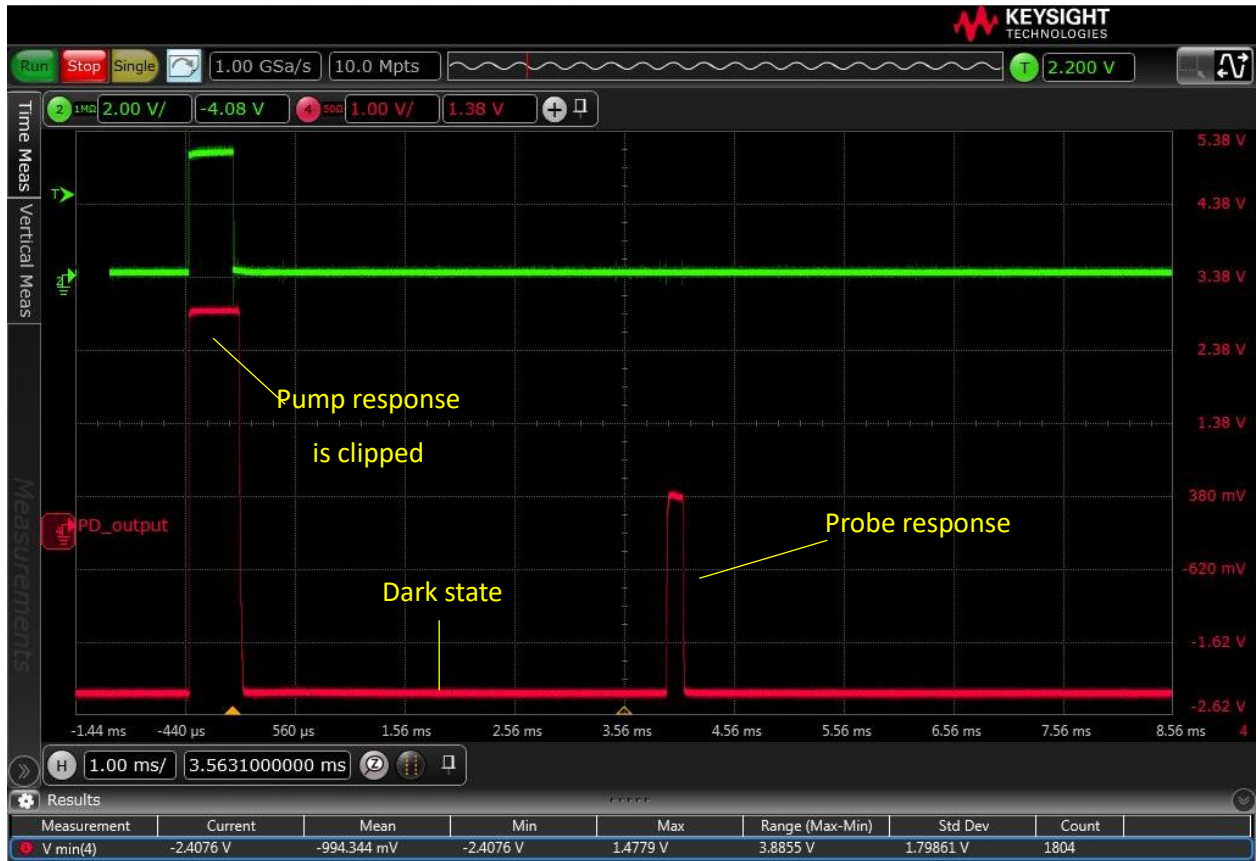 KEYSIGHT
TECHNOLOGIES
Run Stop Single 1.00 GSa/s 10.0 Mpts T 2.200 V
2 1MΩ 2.00 V/ -4.08 V 4 50Ω 1.00 V/ 1.38 V
Time Meas
Vertical Meas
Measurements
5.38 V
T
4.38 V
2
3.38 V
2.38 V
Pump response
is clipped
1.38 V
380 mV
4 PD_output
Probe response
-620 mV
Dark state
-1.62 V
-2.62 V
-1.44 ms -440 µs 560 µs 1.56 ms 2.56 ms 3.56 ms 4.56 ms 5.56 ms 6.56 ms 7.56 ms 8.56 ms 4
H 1.00 ms/ 3.5631000000 ms Z
Results
Measurement Current Mean Min Max Range (Max-Min) Std Dev Count
V min(4) -2.4076 V -994.344 mV -2.4076 V 1.4779 V 3.8855 V 1.79861 V 1804